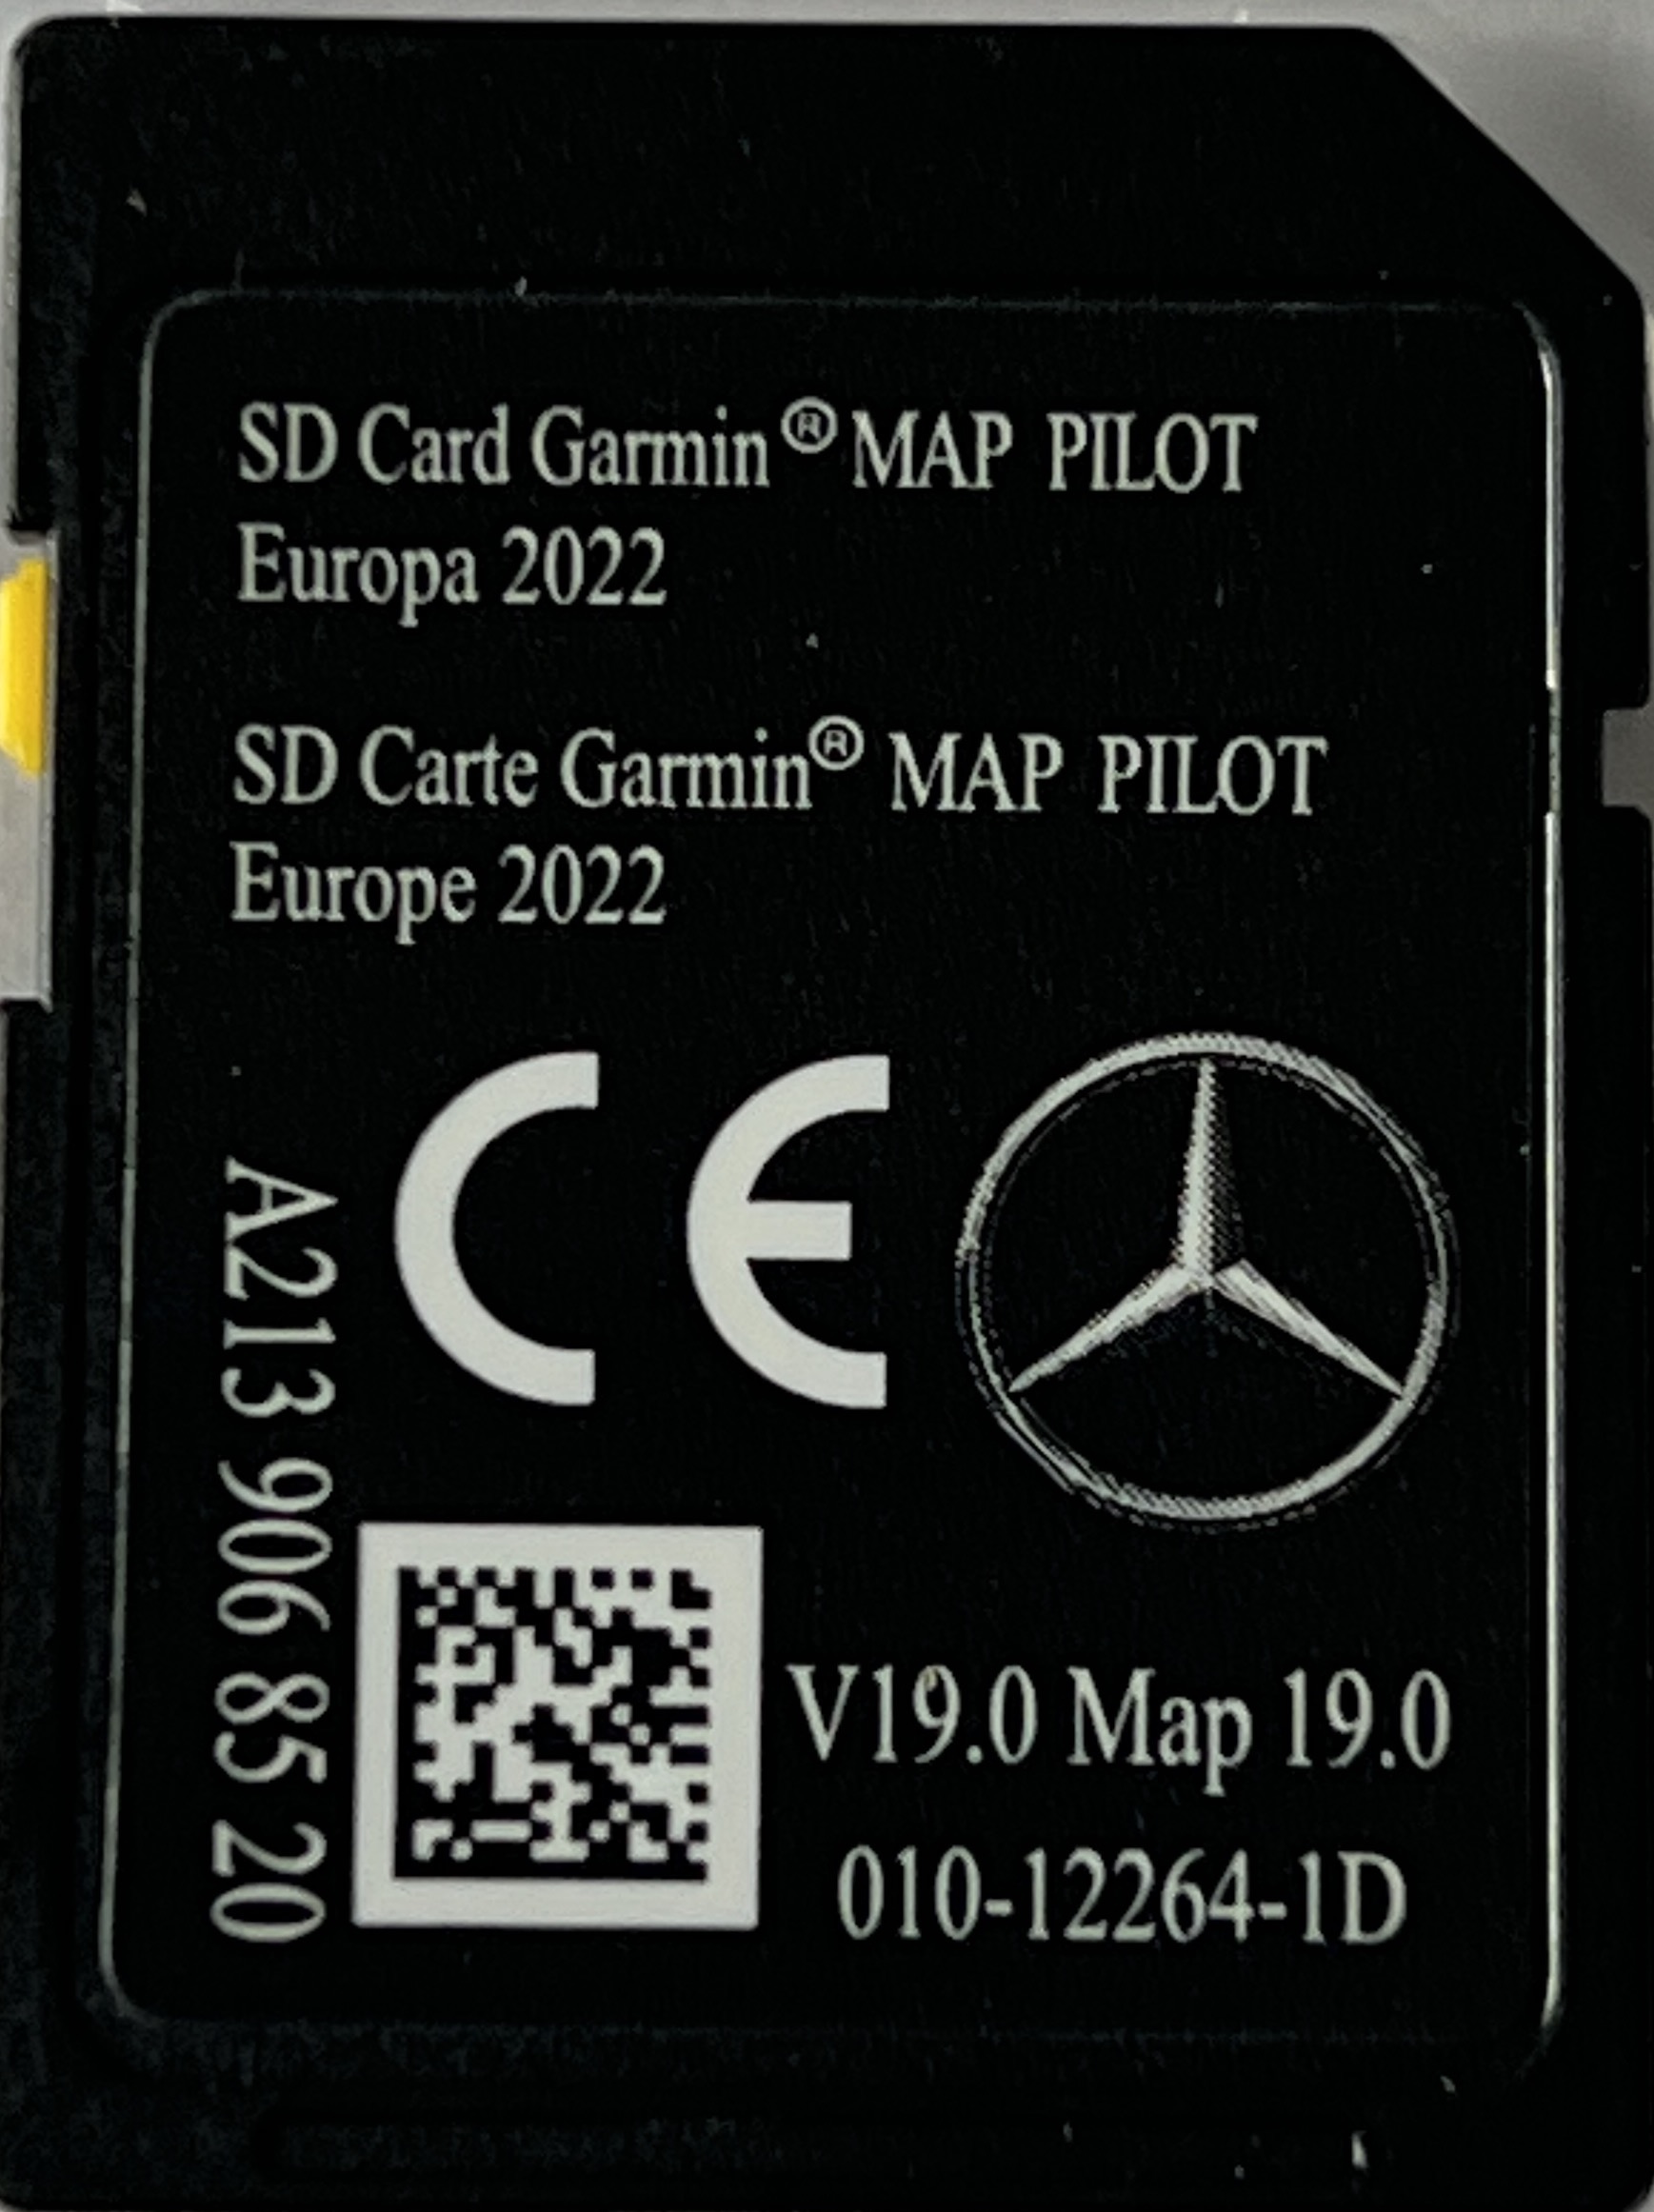 SD Card Garmin® MAP PILOT
Europa 2022
SD Carte Garmin® MAP PILOT
Europe 2022
CE
A213 906 85 20
V19.0 Map 19.0
010-12264-1D